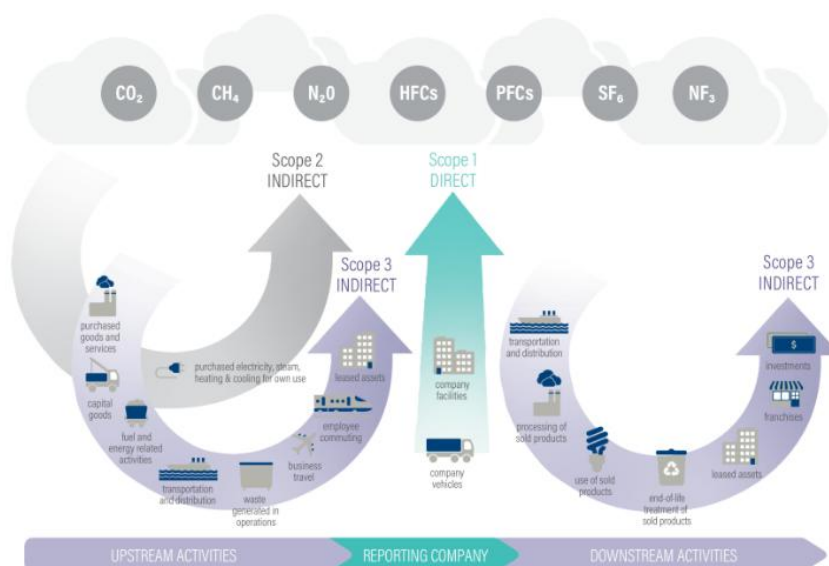 CO₂
CH₄
N₂0
HFCs
PFCs
SF₆
NF₃
Scope 2
INDIRECT
Scope 1
DIRECT
Scope 3
INDIRECT
Scope 3
INDIRECT
purchased
goods and
services
capital
goods
fuel and
energy related
activities
purchased electricity, steam,
heating & cooling for own use
transportation
and distribution
waste
generated in
operations
business
travel
employee
commuting
leased assets
company
facilities
company
vehicles
transportation
and distribution
processing of
sold products
use of sold
products
end-of-life
treatment of
sold products
leased assets
franchises
$
investments
UPSTREAM ACTIVITIES
REPORTING COMPANY
DOWNSTREAM ACTIVITIES